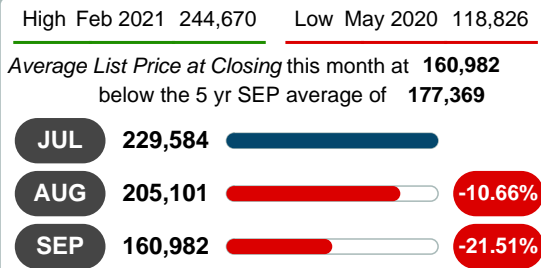 High Feb 2021 244,670 Low May 2020 118,826
Average List Price at Closing this month at 160,982
below the 5 yr SEP average of 177,369
JUL 229,584
AUG 205,101 -10.66%
SEP 160,982 -21.51%